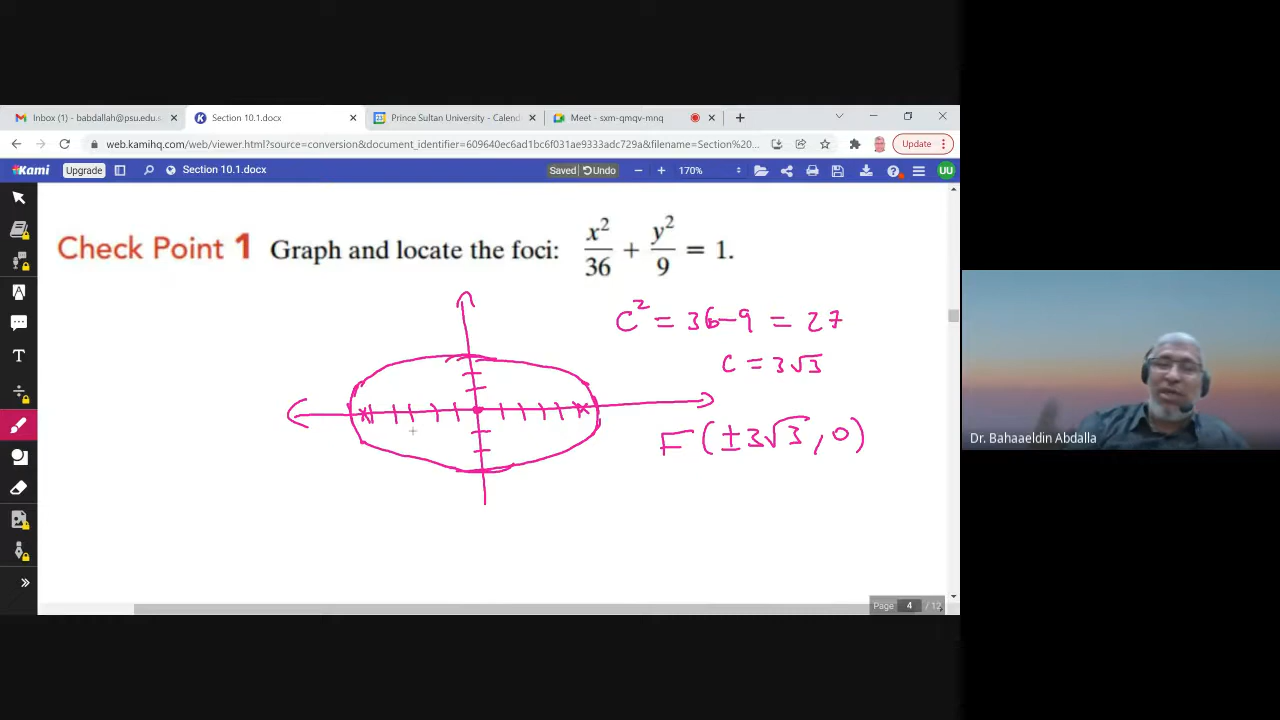 Inbox (1) - babdallah@psu.edu.s
Section 10.1.docx
Prince Sultan University - Calend
Meet - sxm-qmqv-mnq
web.kamihq.com/web/viewer.html?source=conversion&document_identifier=609640ec6ad1bc6f031ae9333adc729a&filename=Section%20...
Update
Kami
Upgrade
Section 10.1.docx
Saved Undo
170%
UU
Check Point 1 Graph and locate the foci: x²/36 + y²/9 = 1.
c² = 36-9 = 27
c = 3√3
F(±3√3, 0)
Dr. Bahaaeldin Abdalla
Page 4 / 12